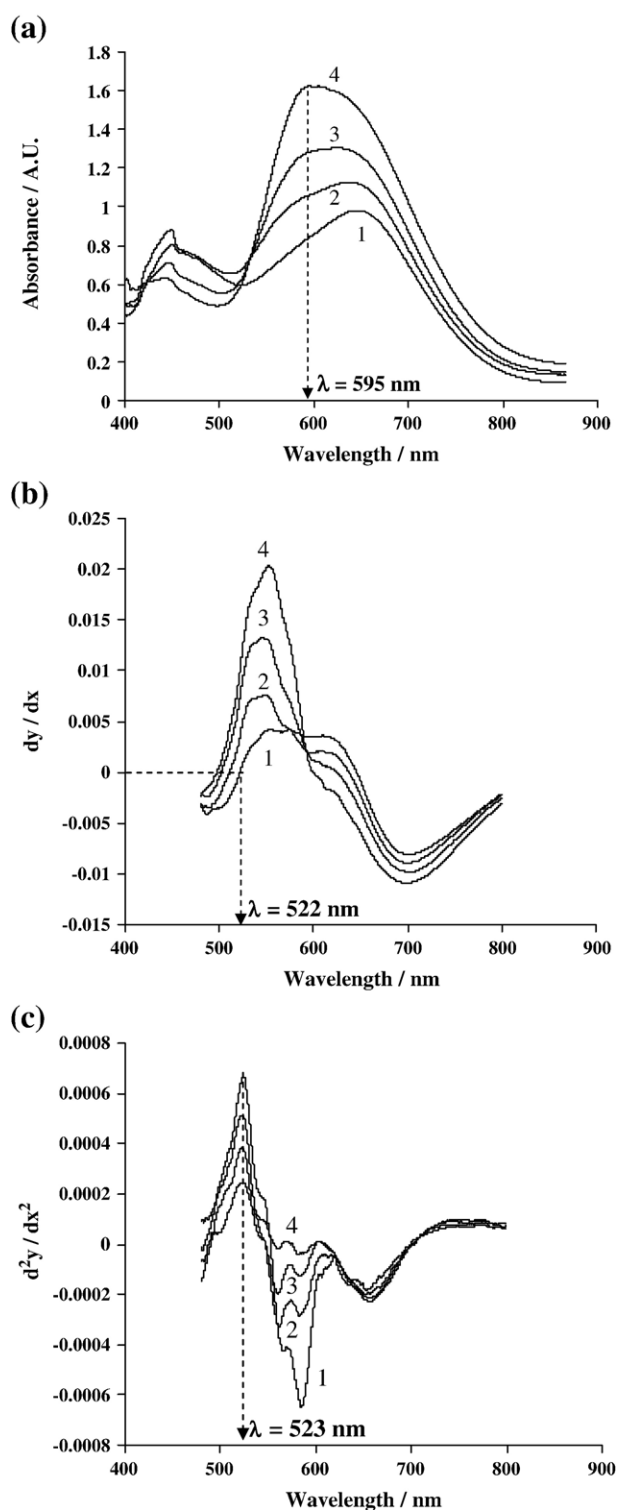 (a)
1.8
1.6
1.4
1.2
1
0.8
0.6
0.4
0.2
0
Absorbance / A.U.
4
3
2
1
λ = 595 nm
400 500 600 700 800 900
Wavelength / nm
(b)
0.025
0.02
0.015
0.01
0.005
0
-0.005
-0.01
-0.015
dy / dx
4
3
2
1
λ = 522 nm
400 500 600 700 800 900
Wavelength / nm
(c)
0.0008
0.0006
0.0004
0.0002
0
-0.0002
-0.0004
-0.0006
-0.0008
d²y / dx²
4
3
2
1
λ = 523 nm
400 500 600 700 800 900
Wavelength / nm